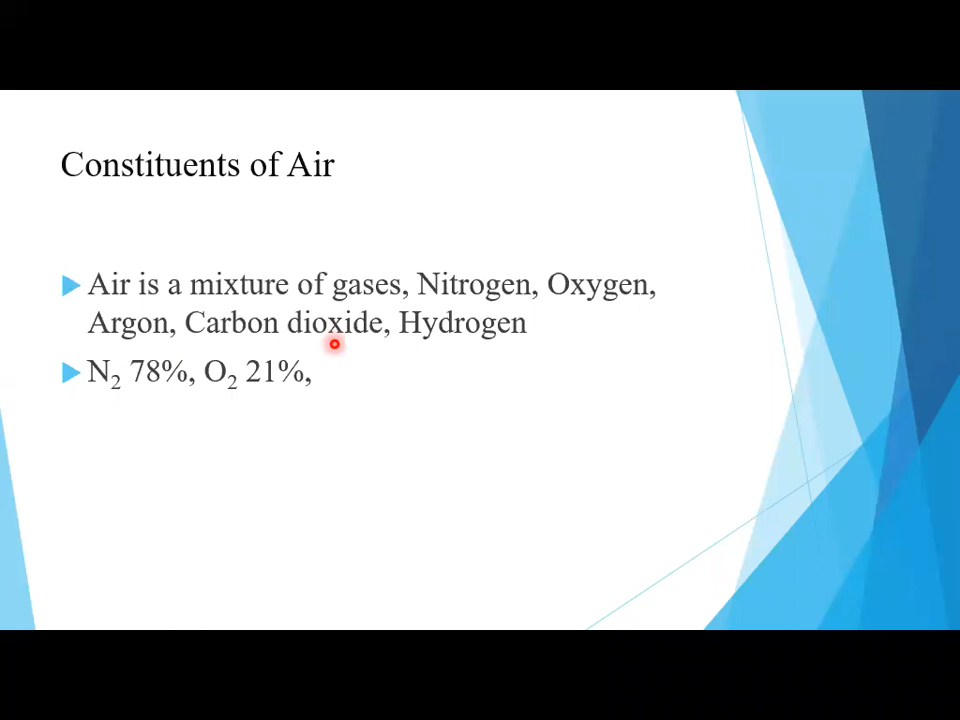 Constituents of Air
Air is a mixture of gases, Nitrogen, Oxygen,
Argon, Carbon dioxide, Hydrogen
N₂ 78%, O₂ 21%,